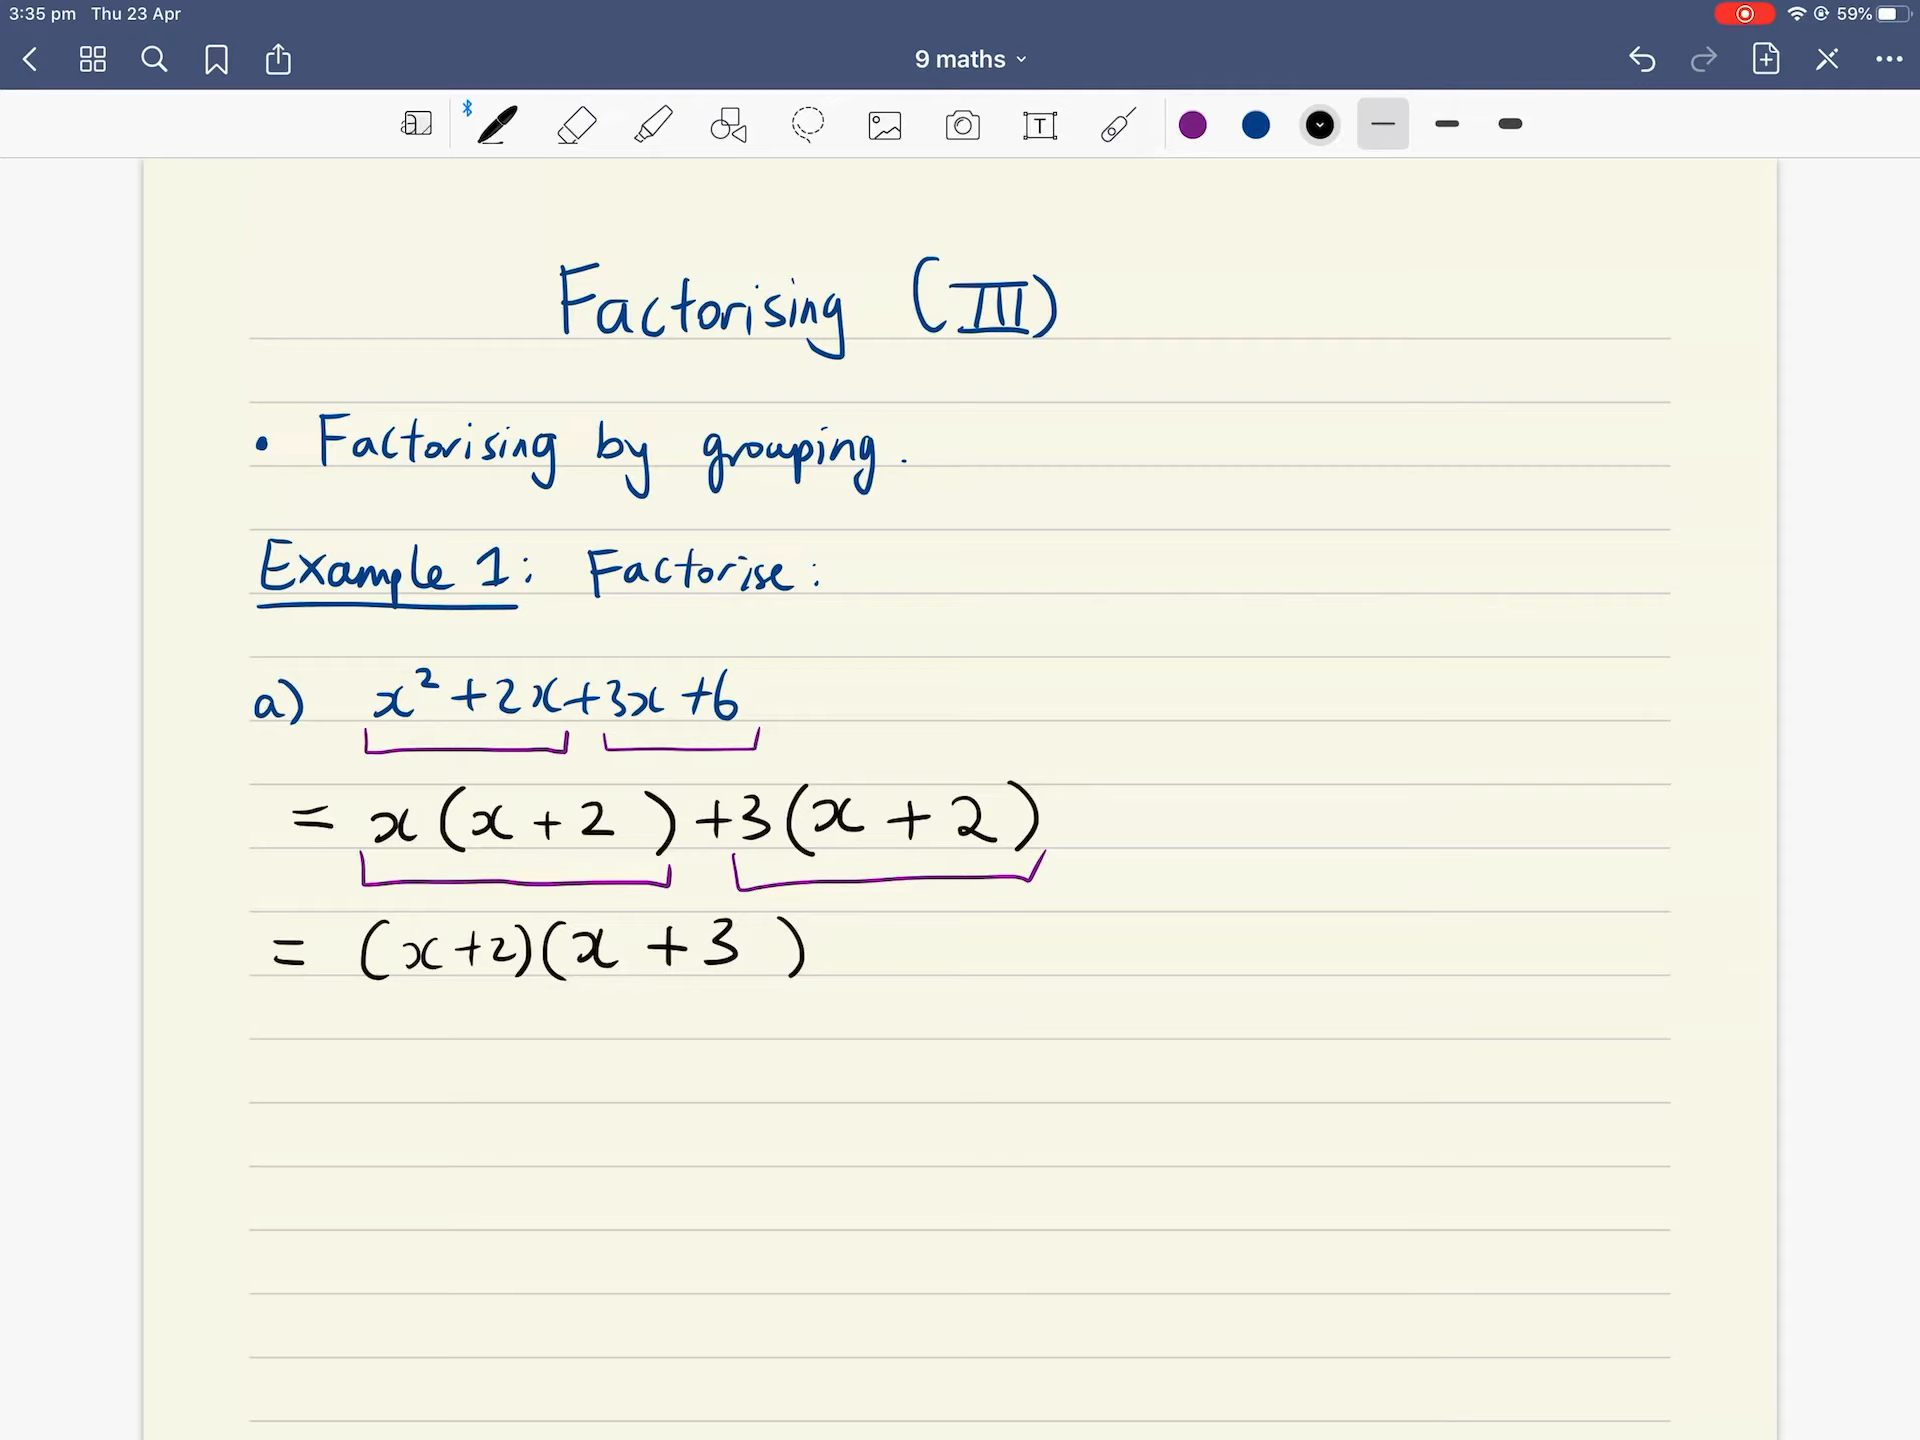 3:35 pm Thu 23 Apr 59%
9 maths
Factorising (III)
• Factorising by grouping.
Example 1: Factorise:
a) x² +2x+3x +6
= x(x+2) +3(x+2)
= (x+2)(x+3)